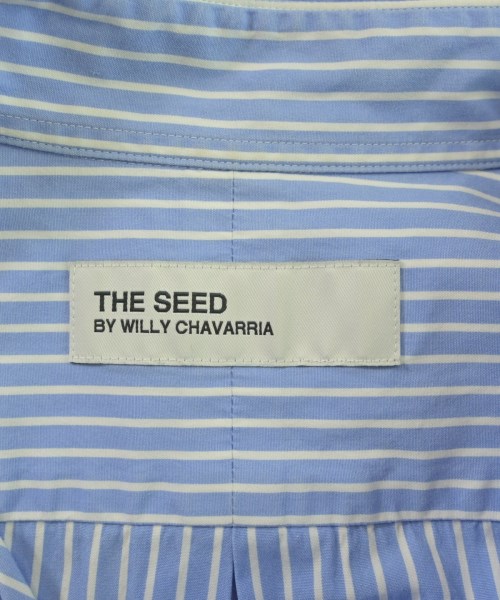 THE SEED
BY WILLY CHAVARRIA